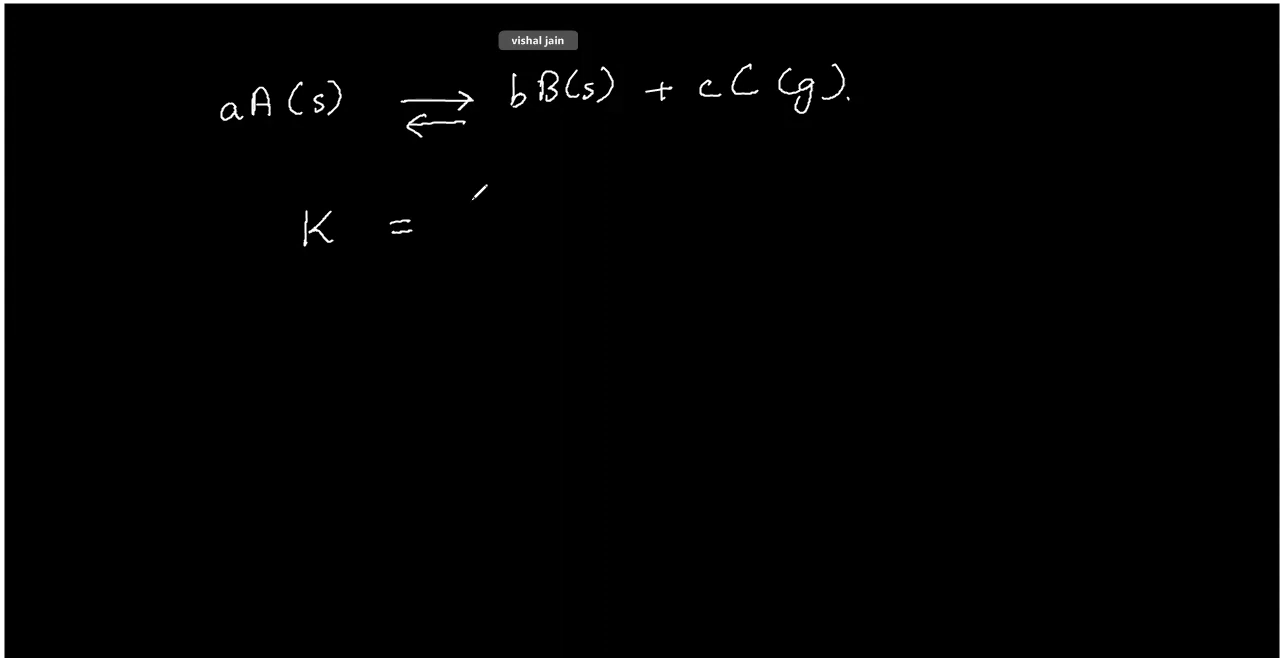 vishal jain
aA(s) ⇌ bB(s) + cC(g).
K =